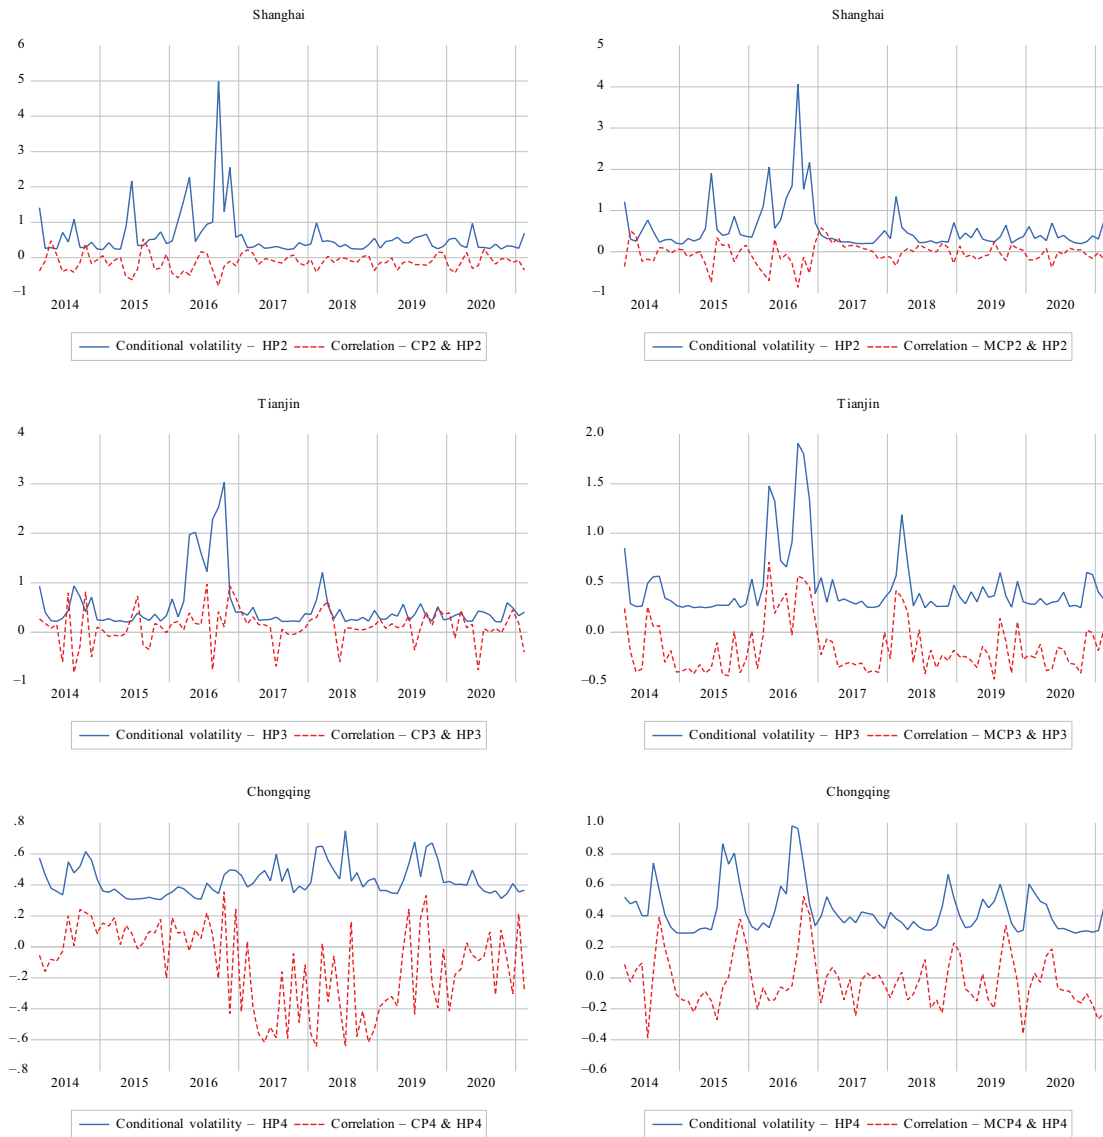 Shanghai
6
5
4
3
2
1
0
–1
2014 2015 2016 2017 2018 2019 2020
Conditional volatility – HP2 Correlation – CP2 & HP2
Shanghai
5
4
3
2
1
0
–1
2014 2015 2016 2017 2018 2019 2020
Conditional volatility – HP2 Correlation – MCP2 & HP2
Tianjin
4
3
2
1
0
–1
2014 2015 2016 2017 2018 2019 2020
Conditional volatility – HP3 Correlation – CP3 & HP3
Tianjin
2.0
1.5
1.0
0.5
0.0
–0.5
2014 2015 2016 2017 2018 2019 2020
Conditional volatility – HP3 Correlation – MCP3 & HP3
Chongqing
.8
.6
.4
.2
.0
–.2
–.4
–.6
–.8
2014 2015 2016 2017 2018 2019 2020
Conditional volatility – HP4 Correlation – CP4 & HP4
Chongqing
1.0
0.8
0.6
0.4
0.2
0.0
–0.2
–0.4
–0.6
2014 2015 2016 2017 2018 2019 2020
Conditional volatility – HP4 Correlation – MCP4 & HP4